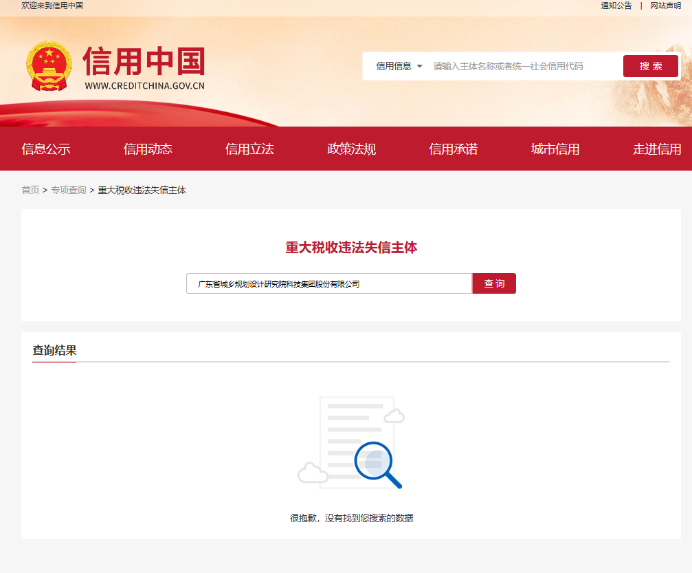 欢迎来到信用中国
通知公告 | 网站声明
信用中国
WWW.CREDITCHINA.GOV.CN
信用信息 请输入主体名称或者统一社会信用代码 搜 索
信息公示 信用动态 信用立法 政策法规 信用承诺 城市信用 走进信用
首页 > 专项查询 > 重大税收违法失信主体
重大税收违法失信主体
广东省城乡规划设计研究院科技集团股份有限公司 查 询
查询结果
很抱歉，没有找到您搜索的数据